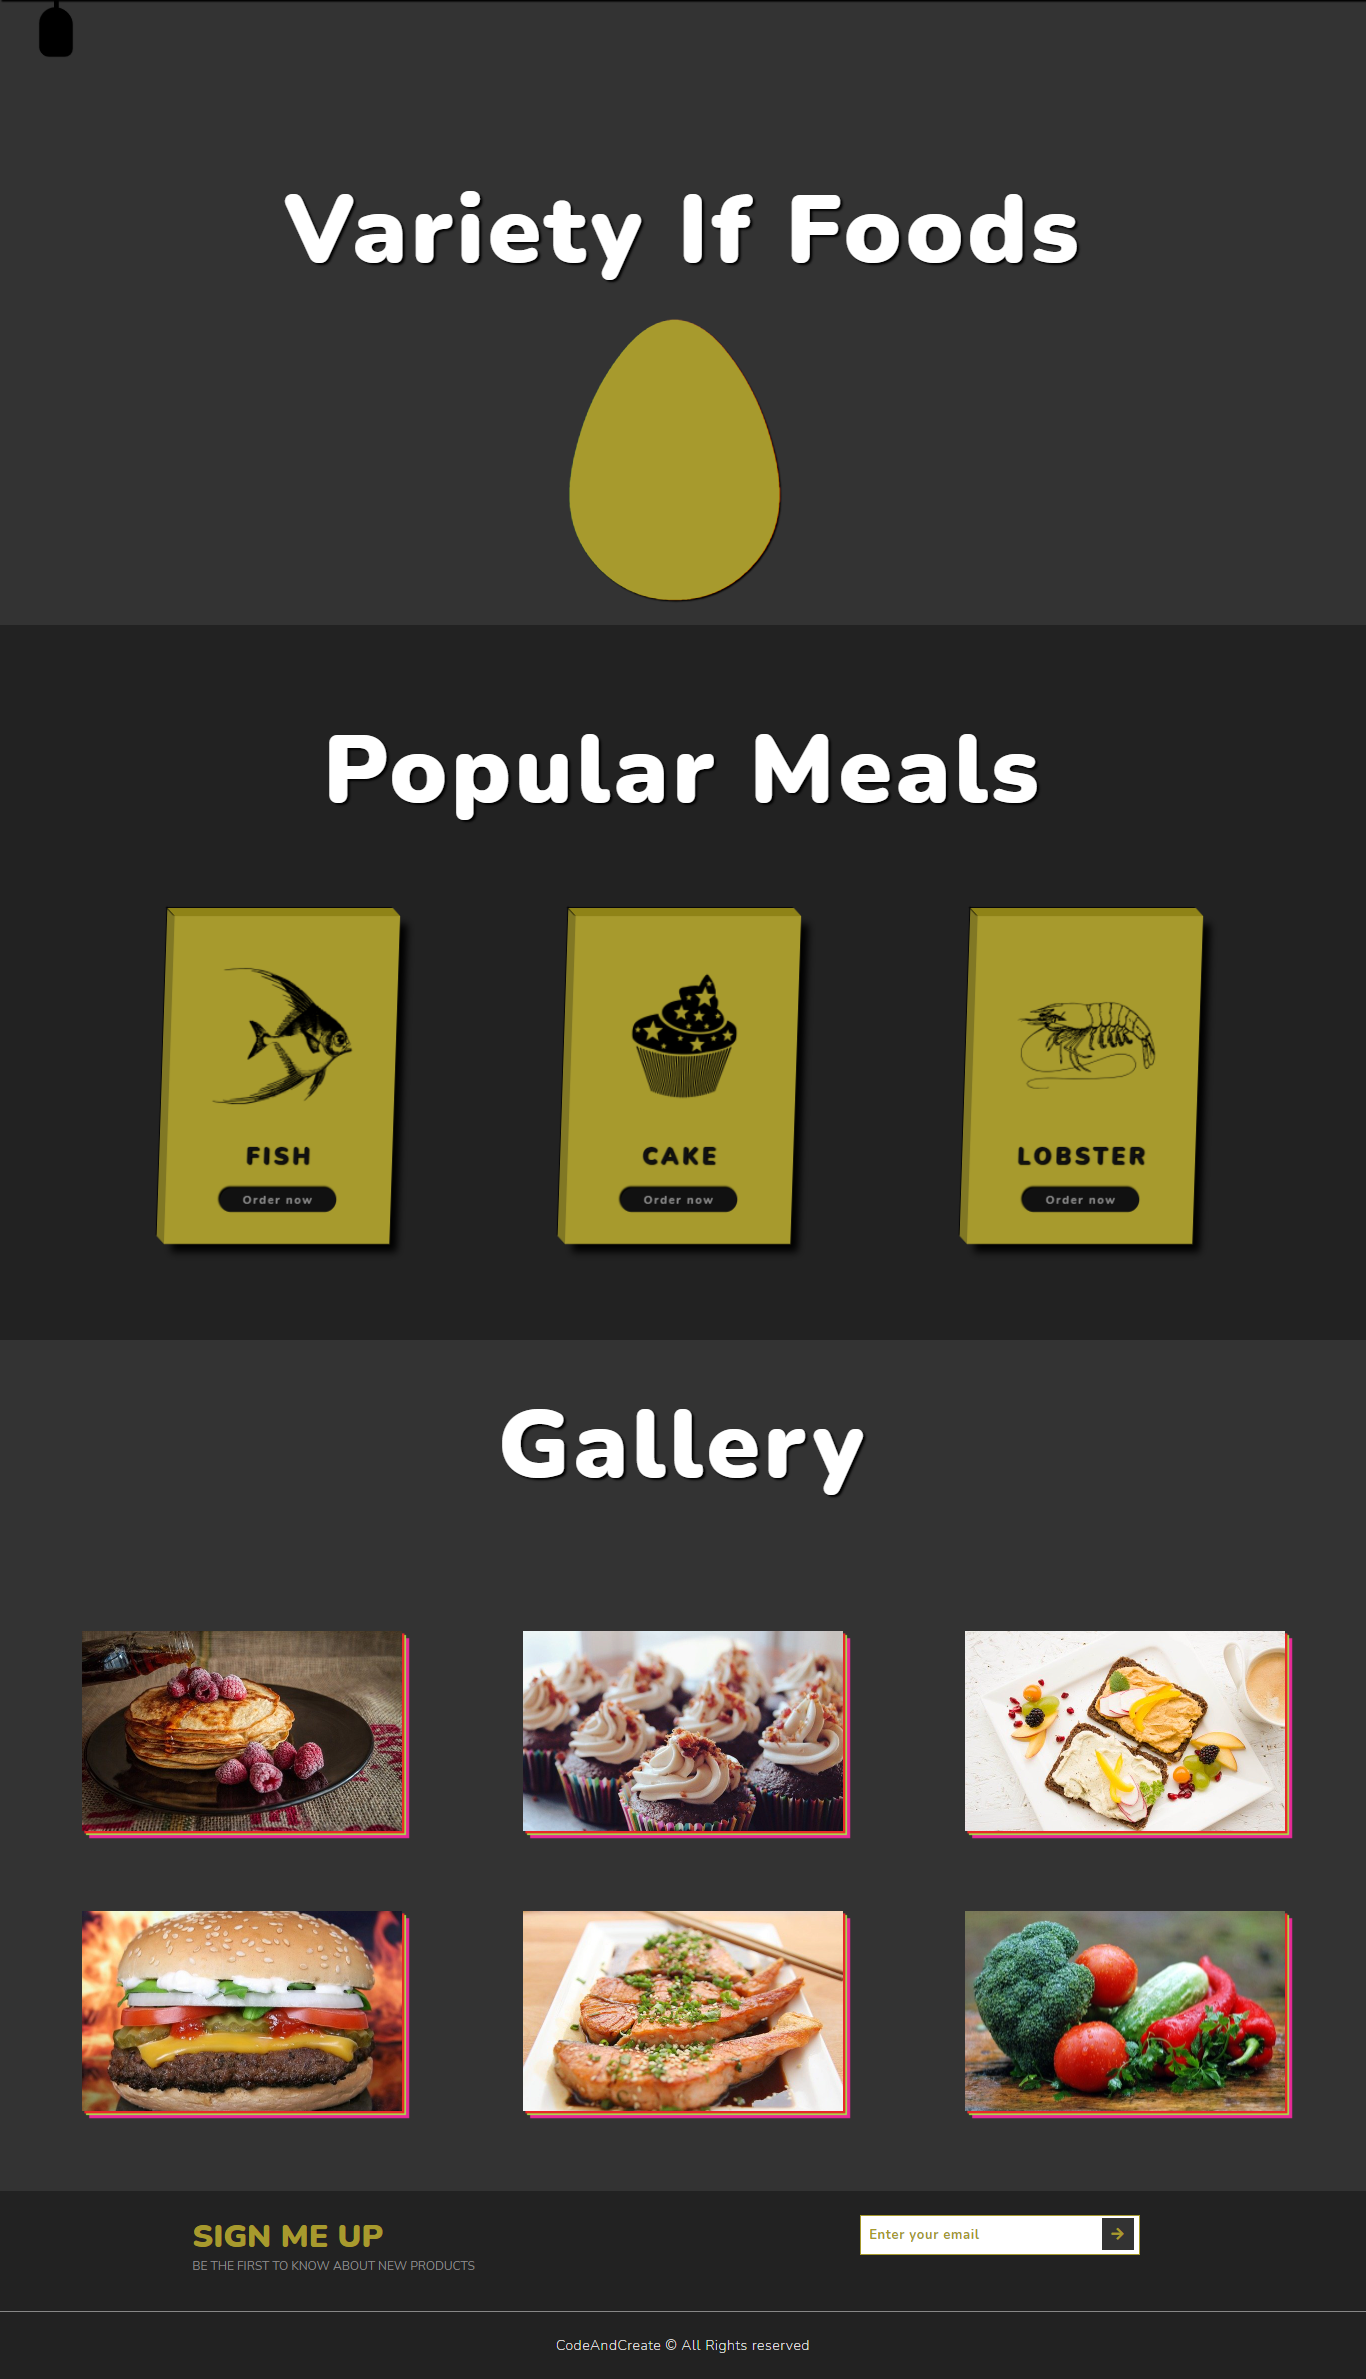 Variety If Foods
Popular Meals
FISH
Order now
CAKE
Order now
LOBSTER
Order now
Gallery
SIGN ME UP
BE THE FIRST TO KNOW ABOUT NEW PRODUCTS
Enter your email
CodeAndCreate © All Rights reserved